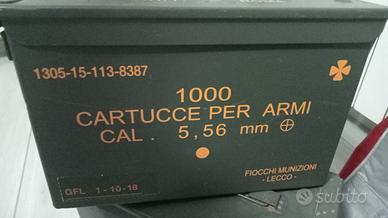 1305-15-113-8387
1000
CARTUCCE PER ARMI
CAL. 5,56 mm
FIOCCHI MUNIZIONI
- LECCO -
GFL 1-10-18
subito